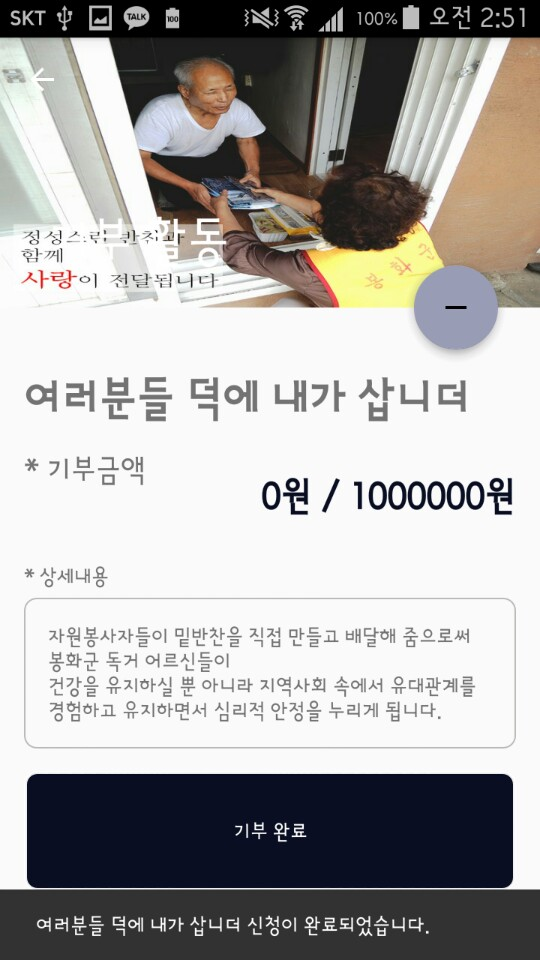 SKT 100% 오전 2:51
활동
정성스런 반찬과
함께
사랑이 전달됩니다
봉화군
여러분들 덕에 내가 삽니더
* 기부금액
0원 / 1000000원
* 상세내용
자원봉사자들이 밑반찬을 직접 만들고 배달해 줌으로써
봉화군 독거 어르신들이
건강을 유지하실 뿐 아니라 지역사회 속에서 유대관계를
경험하고 유지하면서 심리적 안정을 누리게 됩니다.
기부 완료
여러분들 덕에 내가 삽니더 신청이 완료되었습니다.